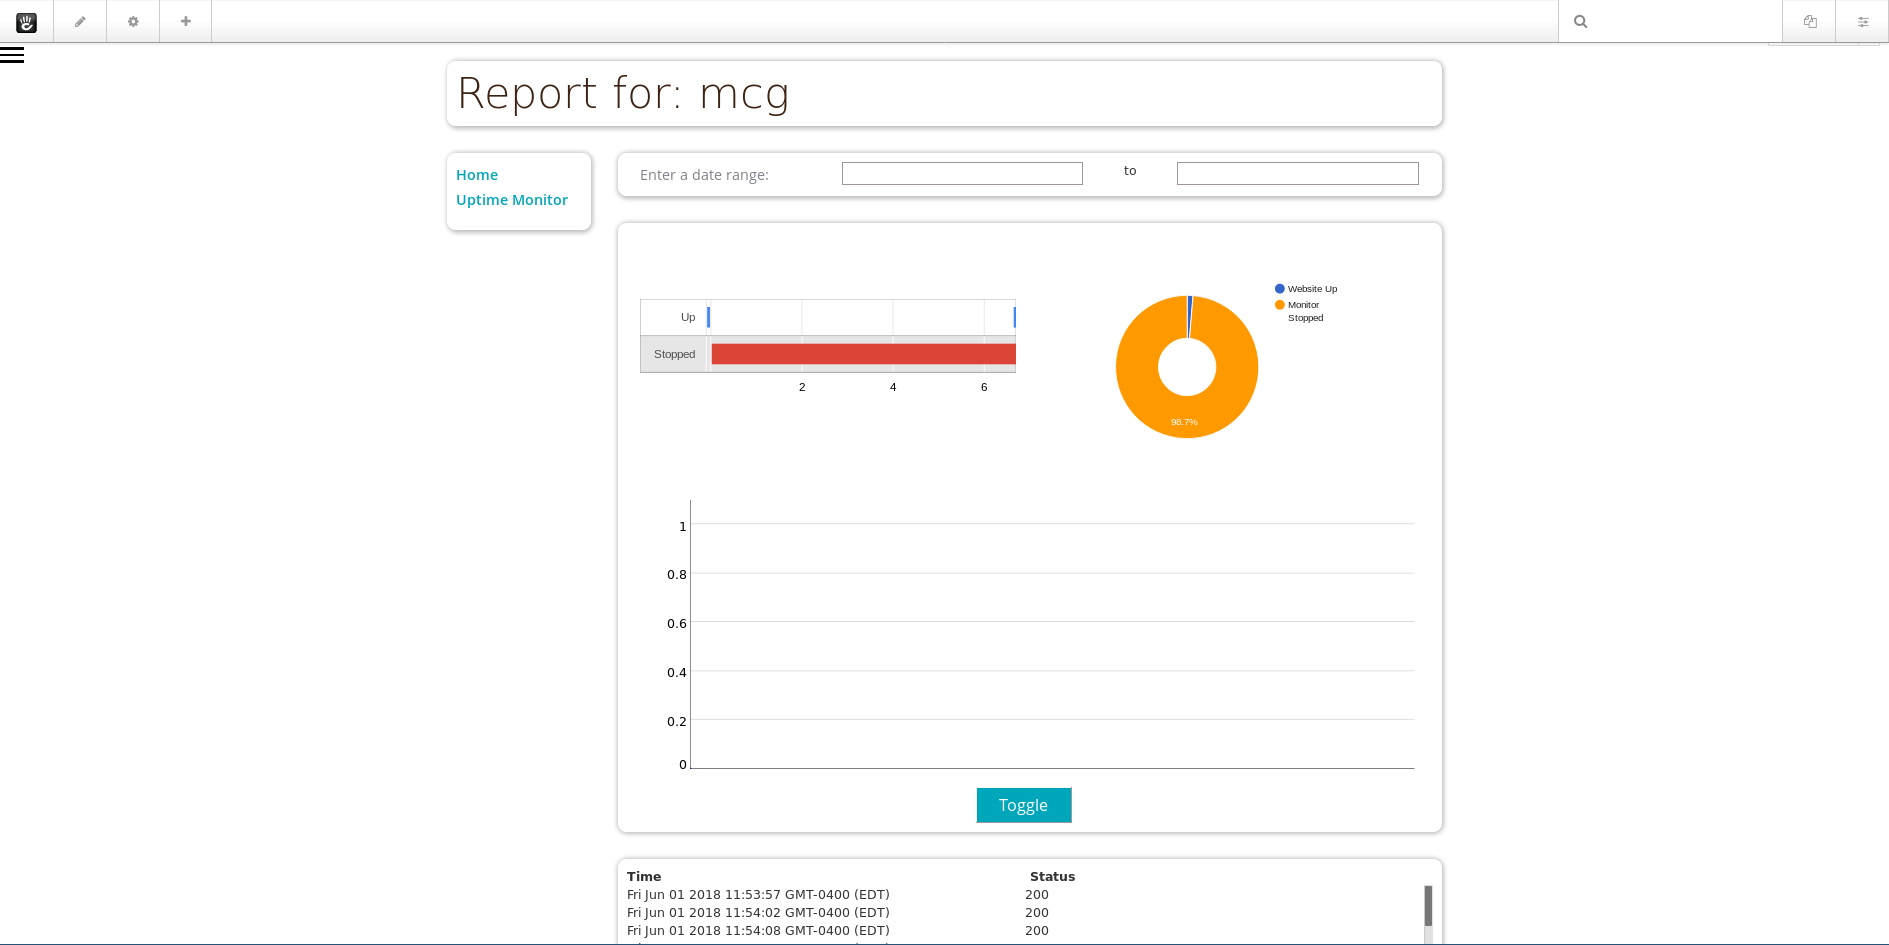 Report for: mcg
Home
Uptime Monitor
Enter a date range:
to
Up
Stopped
2 4 6
Website Up
Monitor
Stopped
98.7%
1
0.8
0.6
0.4
0.2
0
Toggle
Time Status
Fri Jun 01 2018 11:53:57 GMT-0400 (EDT) 200
Fri Jun 01 2018 11:54:02 GMT-0400 (EDT) 200
Fri Jun 01 2018 11:54:08 GMT-0400 (EDT) 200